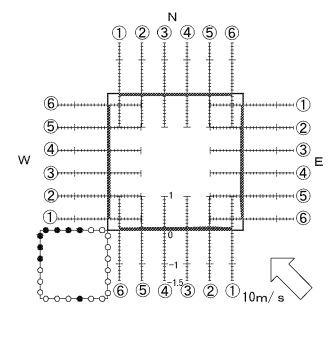 N
① ② ③ ④ ⑤ ⑥
⑥ ①
⑤ ②
④ ③
W E
③ ④
② ⑤
1
① ⑥
0
-1
-1.5
⑥ ⑤ ④ ③ ② ①
10m/s